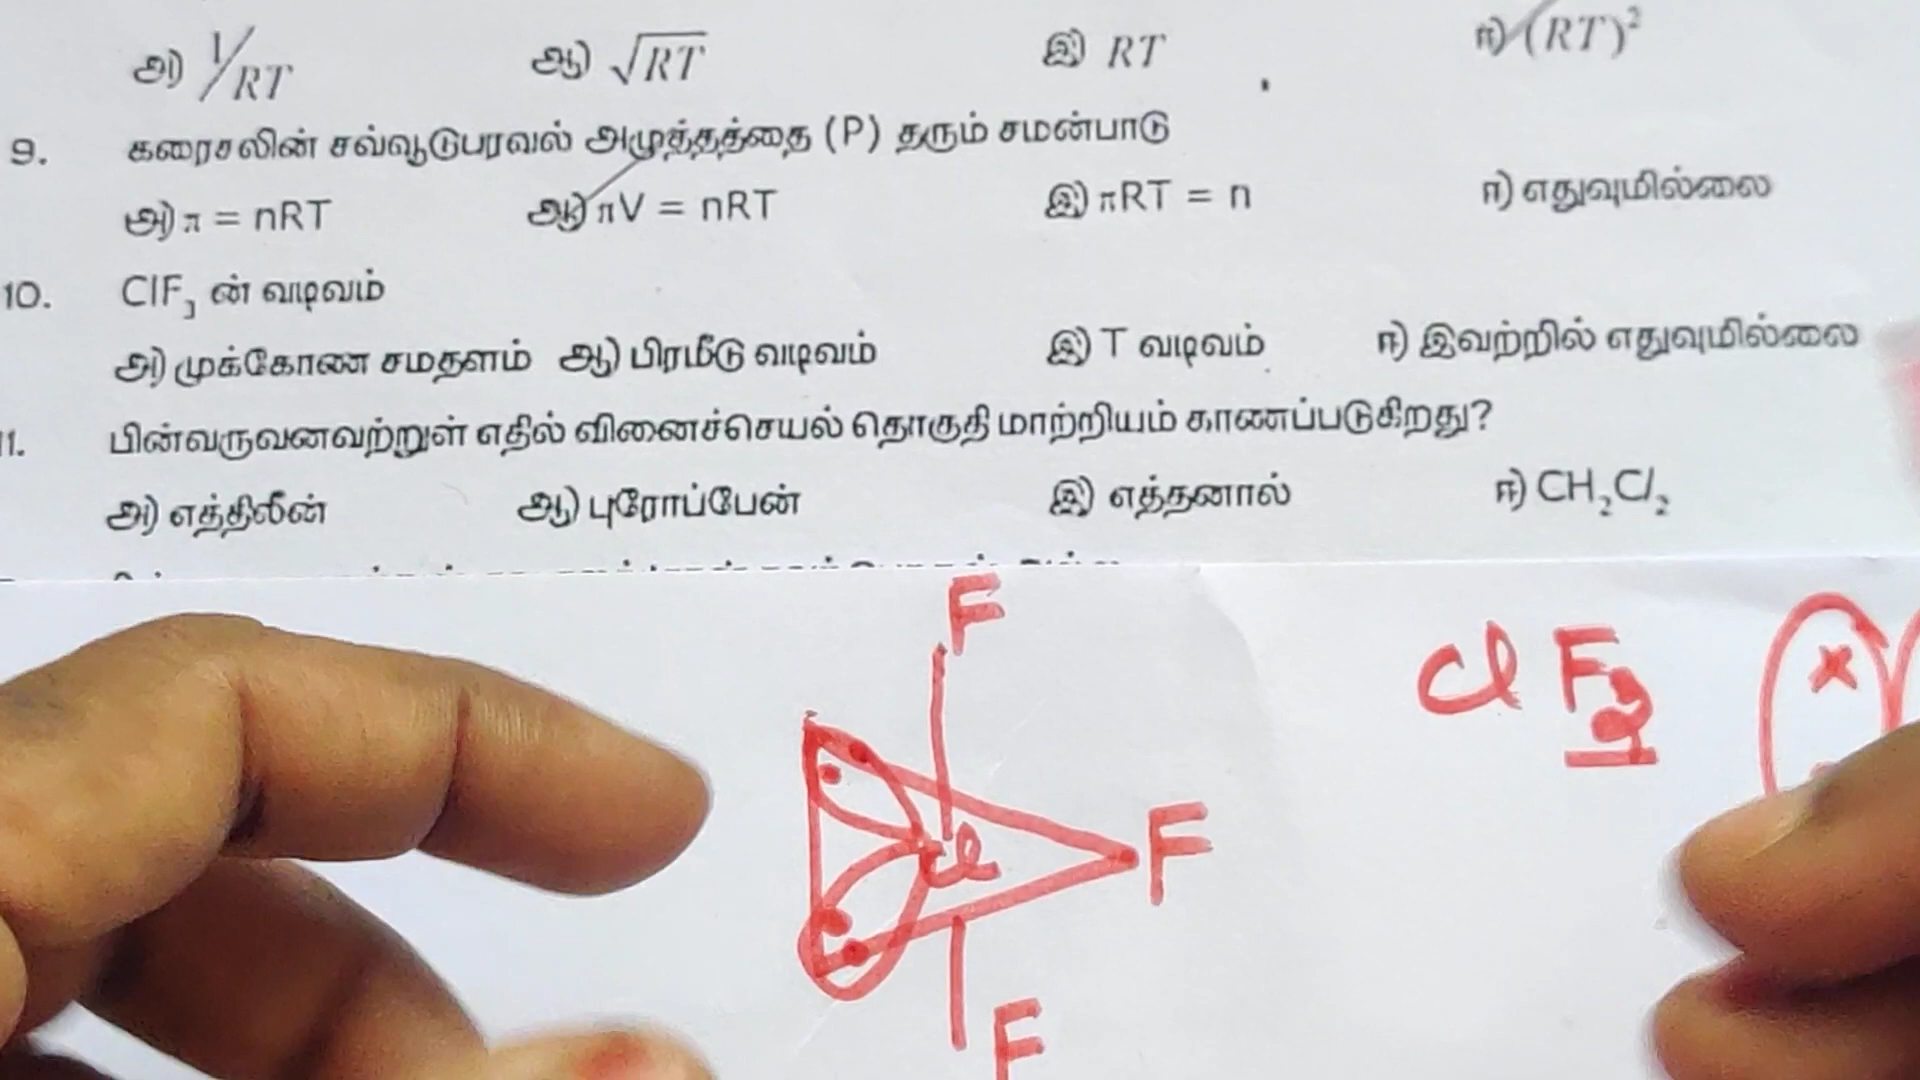 அ) 1/RT ஆ) √RT இ) RT ஈ) (RT)²
9. கரைசலின் சவ்வூடுபரவல் அழுத்தத்தை (P) தரும் சமன்பாடு
அ) π = nRT ஆ) πV = nRT இ) πRT = n ஈ) எதுவுமில்லை
10. ClF₃ ன் வடிவம்
அ) முக்கோண சமதளம் ஆ) பிரமீடு வடிவம் இ) T வடிவம் ஈ) இவற்றில் எதுவுமில்லை
11. பின்வருவனவற்றுள் எதில் வினைச்செயல் தொகுதி மாற்றியம் காணப்படுகிறது?
அ) எத்திலீன் ஆ) புரோப்பேன் இ) எத்தனால் ஈ) CH₂Cl₂
F
Cl F₃
Cl F
F